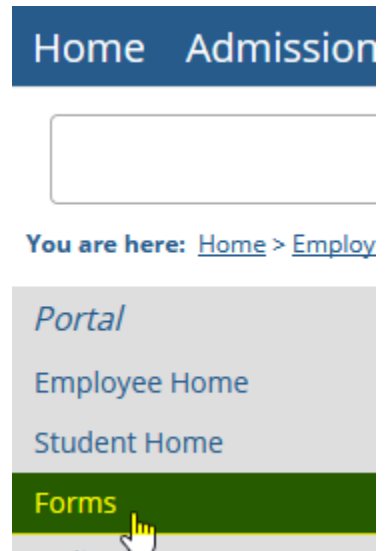 Home Admission
You are here: Home > Employ
Portal
Employee Home
Student Home
Forms